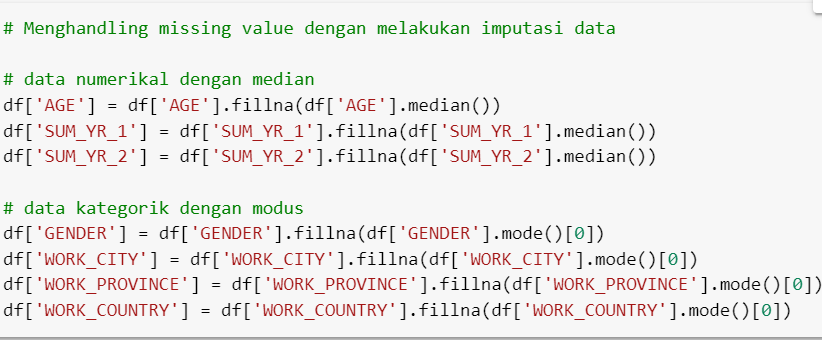 # Menghandling missing value dengan melakukan imputasi data
# data numerikal dengan median
df['AGE'] = df['AGE'].fillna(df['AGE'].median())
df['SUM_YR_1'] = df['SUM_YR_1'].fillna(df['SUM_YR_1'].median())
df['SUM_YR_2'] = df['SUM_YR_2'].fillna(df['SUM_YR_2'].median())
# data kategorik dengan modus
df['GENDER'] = df['GENDER'].fillna(df['GENDER'].mode()[0])
df['WORK_CITY'] = df['WORK_CITY'].fillna(df['WORK_CITY'].mode()[0])
df['WORK_PROVINCE'] = df['WORK_PROVINCE'].fillna(df['WORK_PROVINCE'].mode()[0])
df['WORK_COUNTRY'] = df['WORK_COUNTRY'].fillna(df['WORK_COUNTRY'].mode()[0])